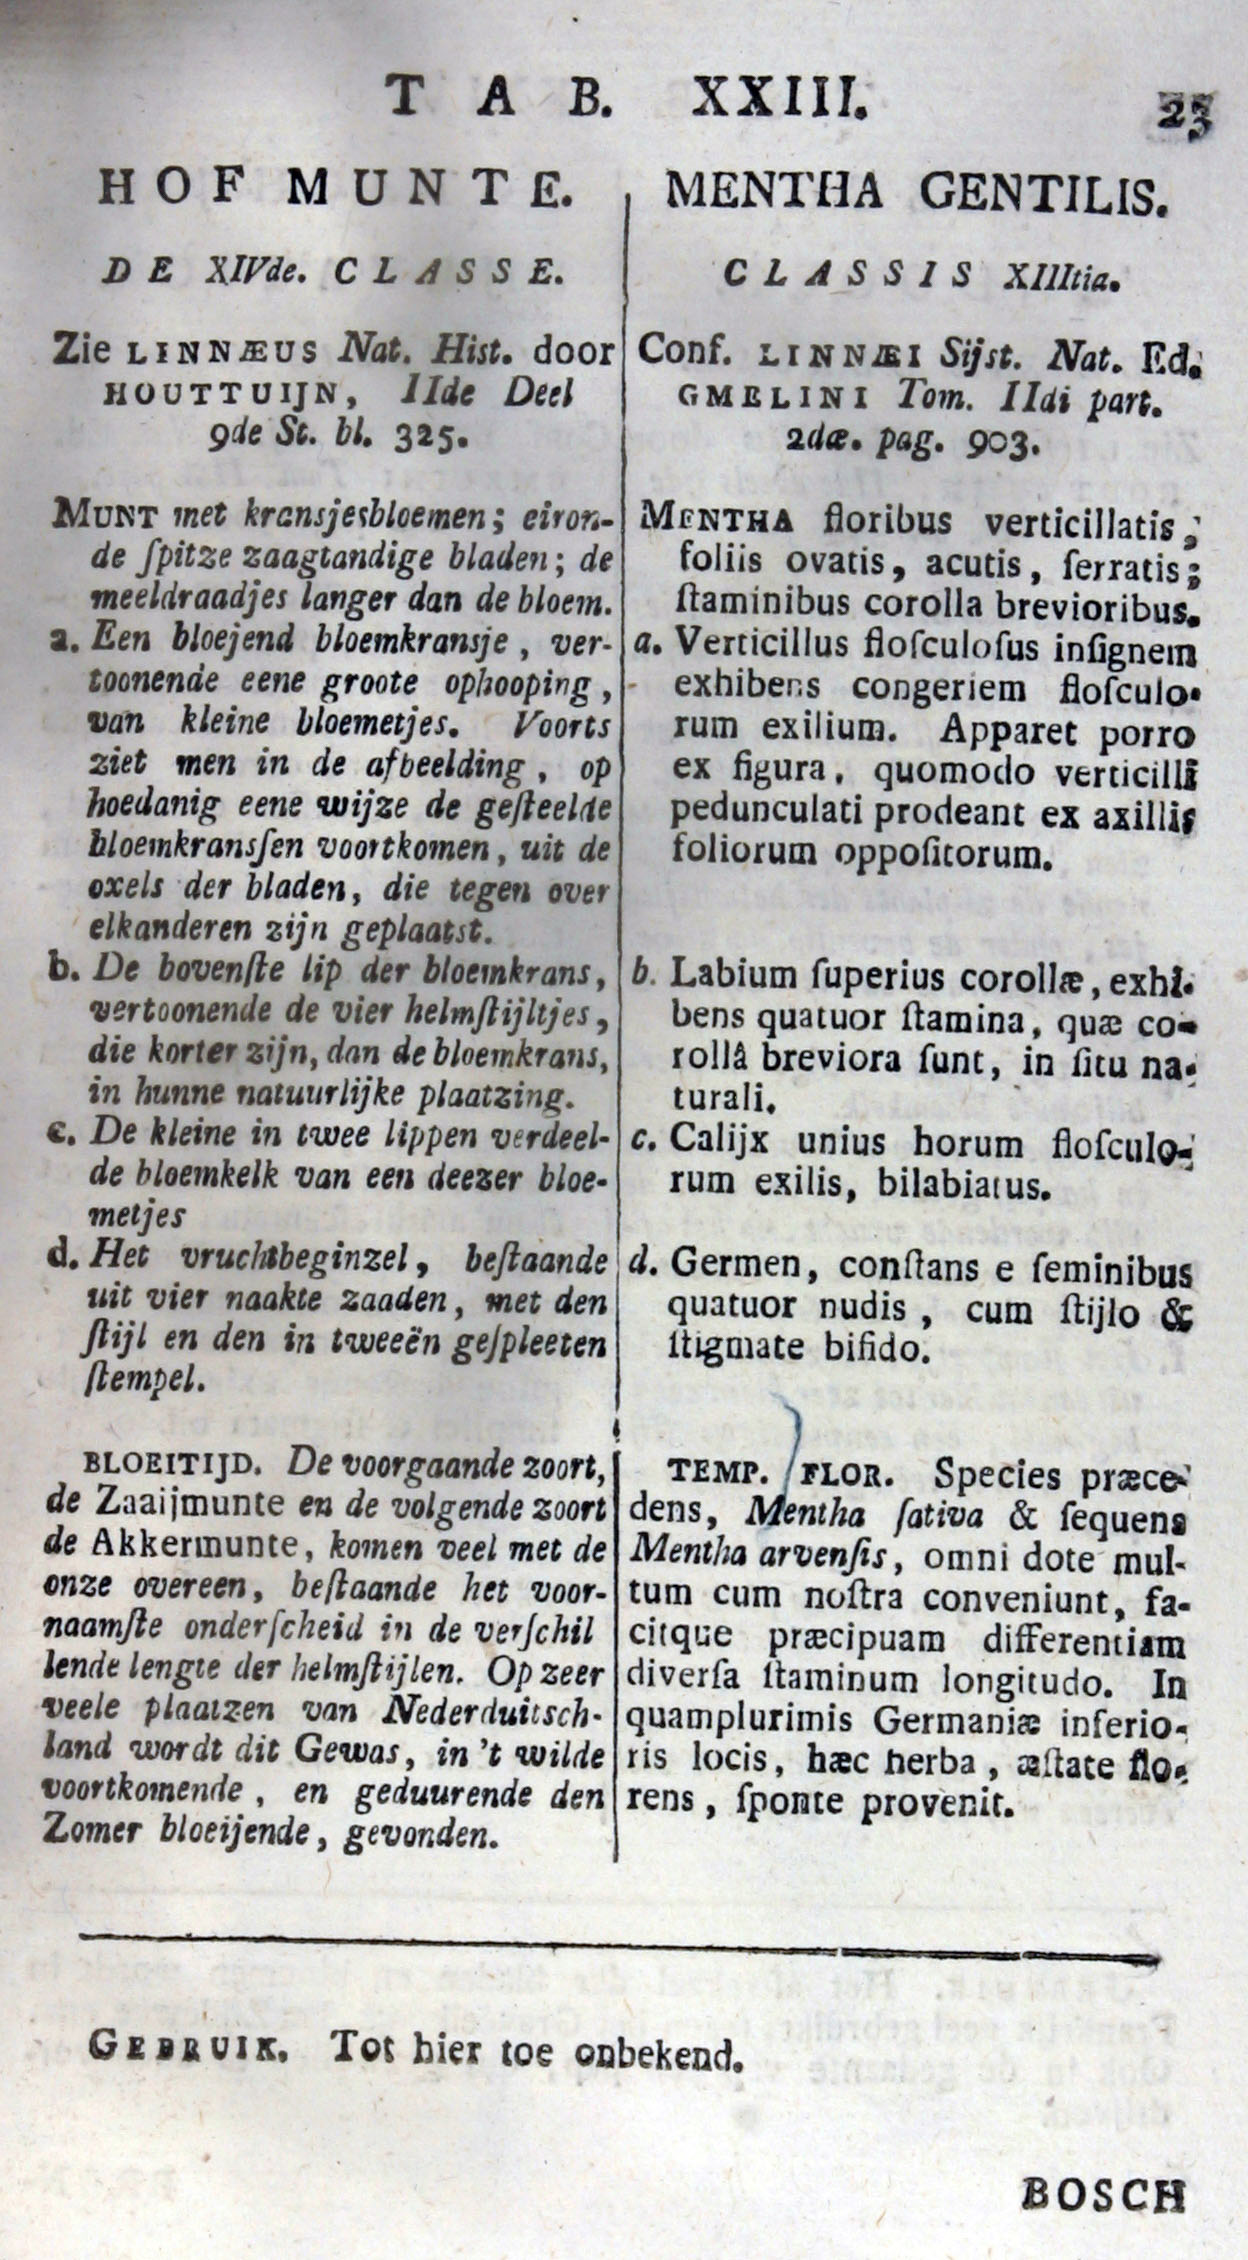 TAB. XXIII. 23
HOF MUNTE.
DE XIVde. CLASSE.
Zie LINNÆUS Nat. Hist. door
HOUTTUIJN, IIde Deel
9de St. bl. 325.
MUNT met kransjesbloemen; eiron-
de ſpitze zaagtandige bladen; de
meeldraadjes langer dan de bloem.
a. Een bloejend bloemkransje, ver-
toonende eene groote ophooping,
van kleine bloemetjes. Voorts
ziet men in de afbeelding, op
hoedanig eene wijze de geſteelde
bloemkransſen voortkomen, uit de
oxels der bladen, die tegen over
elkanderen zijn geplaatst.
b. De bovenſte lip der bloemkrans,
vertoonende de vier helmſtijltjes,
die korter zijn, dan de bloemkrans,
in hunne natuurlijke plaatzing.
c. De kleine in twee lippen verdeel-
de bloemkelk van een deezer bloe-
metjes
d. Het vruchtbeginzel, beſtaande
uit vier naakte zaaden, met den
ſtijl en den in tweeën geſpleeten
ſtempel.
BLOEITIJD. De voorgaande zoort,
de Zaaijmunte en de volgende zoort
de Akkermunte, komen veel met de
onze overeen, beſtaande het voor-
naamſte onderſcheid in de verſchil
lende lengte der helmſtijlen. Op zeer
veele plaatzen van Nederduitsch-
land wordt dit Gewas, in 't wilde
voortkomende, en geduurende den
Zomer bloeijende, gevonden.
MENTHA GENTILIS.
CLASSIS XIIItia.
Conf. LINNÆI Sijst. Nat. Ed.
GMELINI Tom. IIdi part.
2dæ. pag. 903.
MENTHA floribus verticillatis;
foliis ovatis, acutis, ſerratis;
ſtaminibus corolla brevioribus.
a. Verticillus floſculoſus inſignem
exhibens congeriem floſculo-
rum exilium. Apparet porro
ex figura, quomodo verticilli
pedunculati prodeant ex axillis
foliorum oppoſitorum.
b. Labium ſuperius corollæ, exhi-
bens quatuor ſtamina, quæ co-
rollâ breviora ſunt, in ſitu na-
turali.
c. Calijx unius horum floſculo-
rum exilis, bilabiatus.
d. Germen, conſtans e ſeminibus
quatuor nudis, cum ſtijlo &
ſtigmate bifido.
TEMP. FLOR. Species præce-
dens, Mentha ſativa & ſequens
Mentha arvenſis, omni dote mul-
tum cum noſtra conveniunt, fa-
citque præcipuam differentiam
diverſa ſtaminum longitudo. In
quamplurimis Germaniæ inferio-
ris locis, hæc herba, æſtate flo-
rens, ſponte provenit.
GEBRUIK. Tot hier toe onbekend.
BOSCH